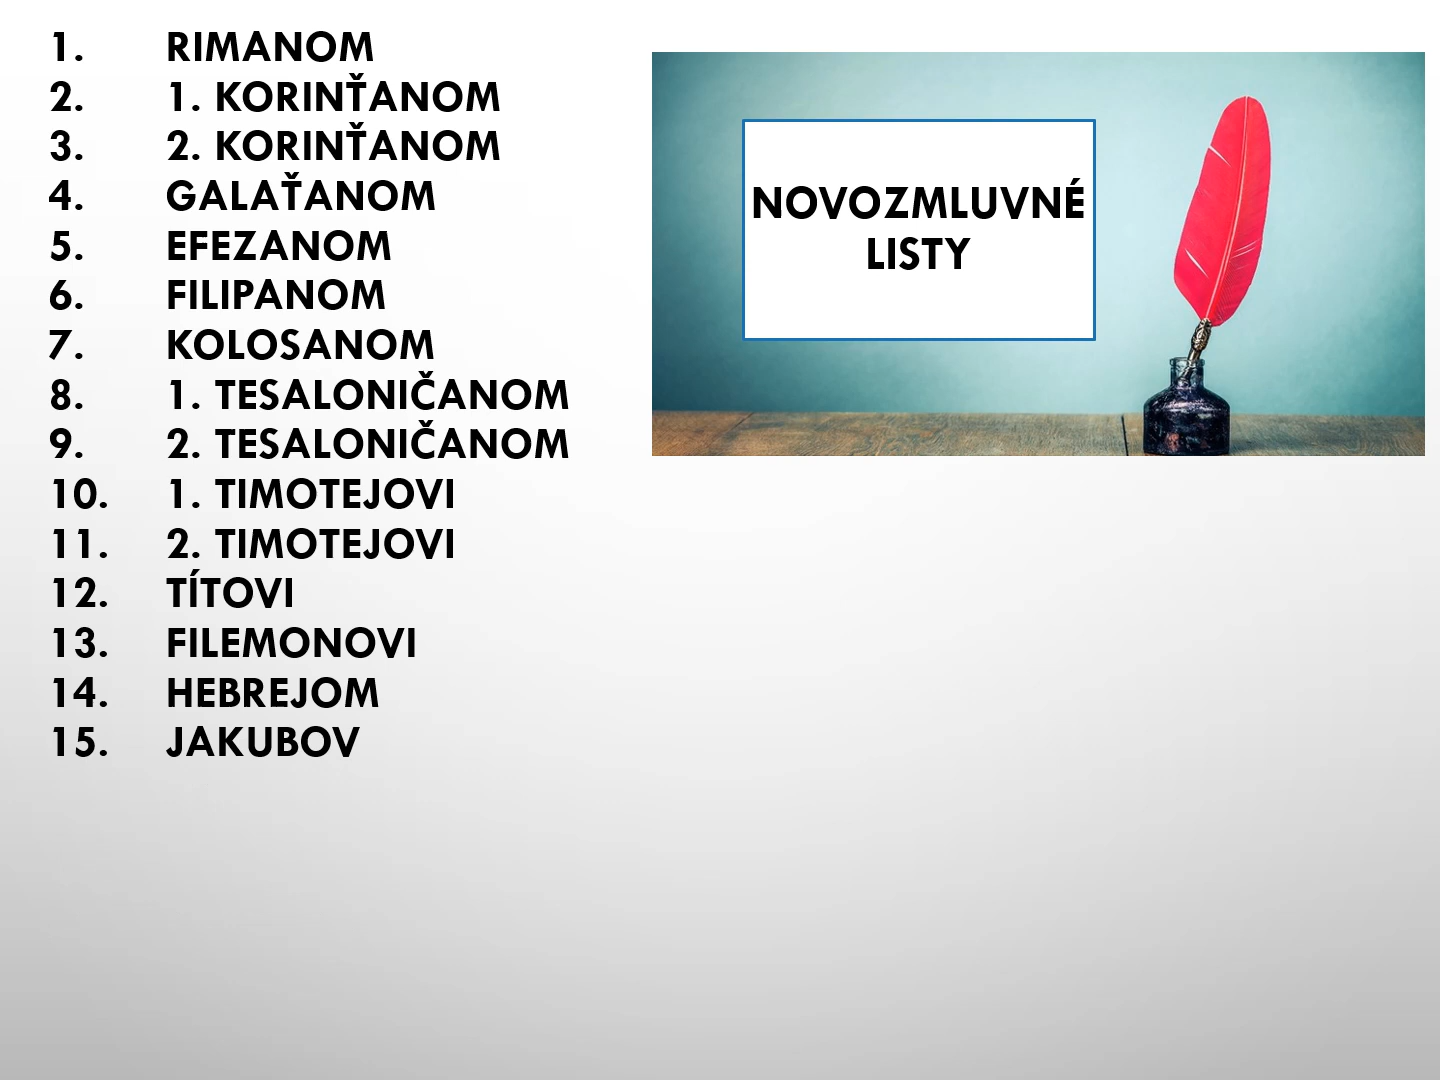 1. RIMANOM
2. 1. KORINŤANOM
3. 2. KORINŤANOM
4. GALAŤANOM
5. EFEZANOM
6. FILIPANOM
7. KOLOSANOM
8. 1. TESALONIČANOM
9. 2. TESALONIČANOM
10. 1. TIMOTEJOVI
11. 2. TIMOTEJOVI
12. TÍTOVI
13. FILEMONOVI
14. HEBREJOM
15. JAKUBOV
NOVOZMLUVNÉ
LISTY